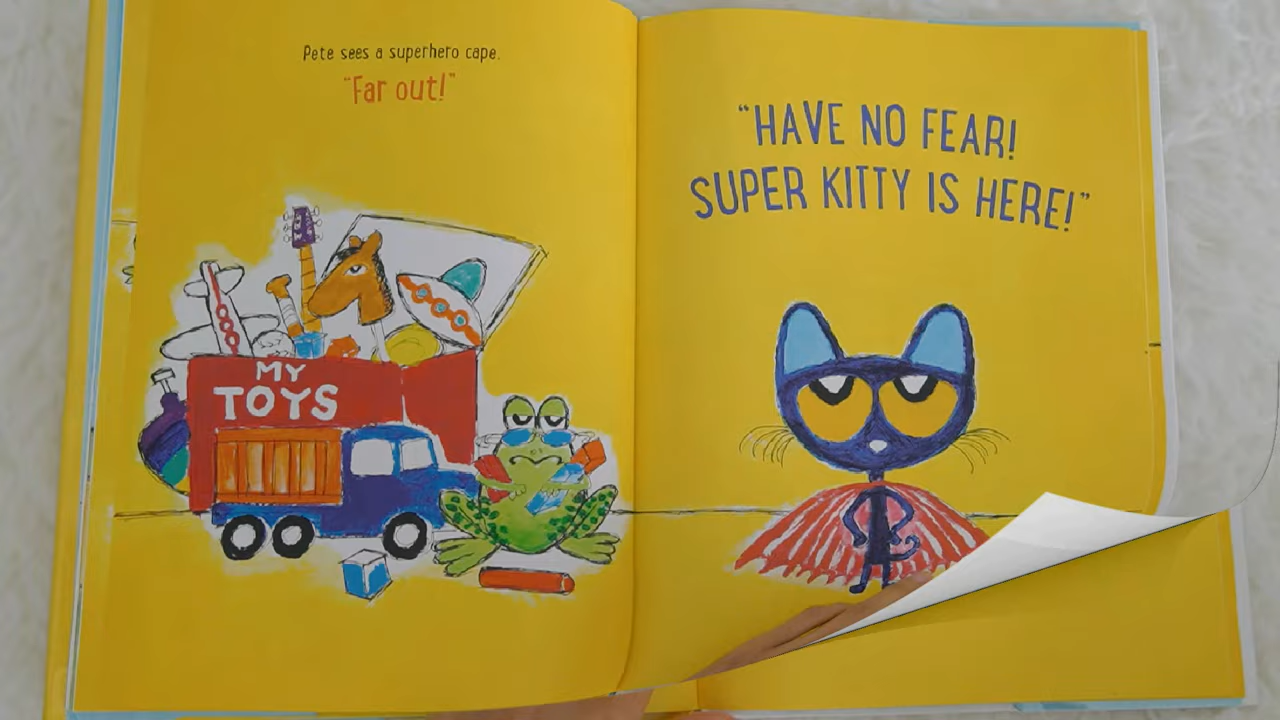 Pete sees a superhero cape.
"Far out!"
MY
TOYS
"HAVE NO FEAR!
SUPER KITTY IS HERE!"